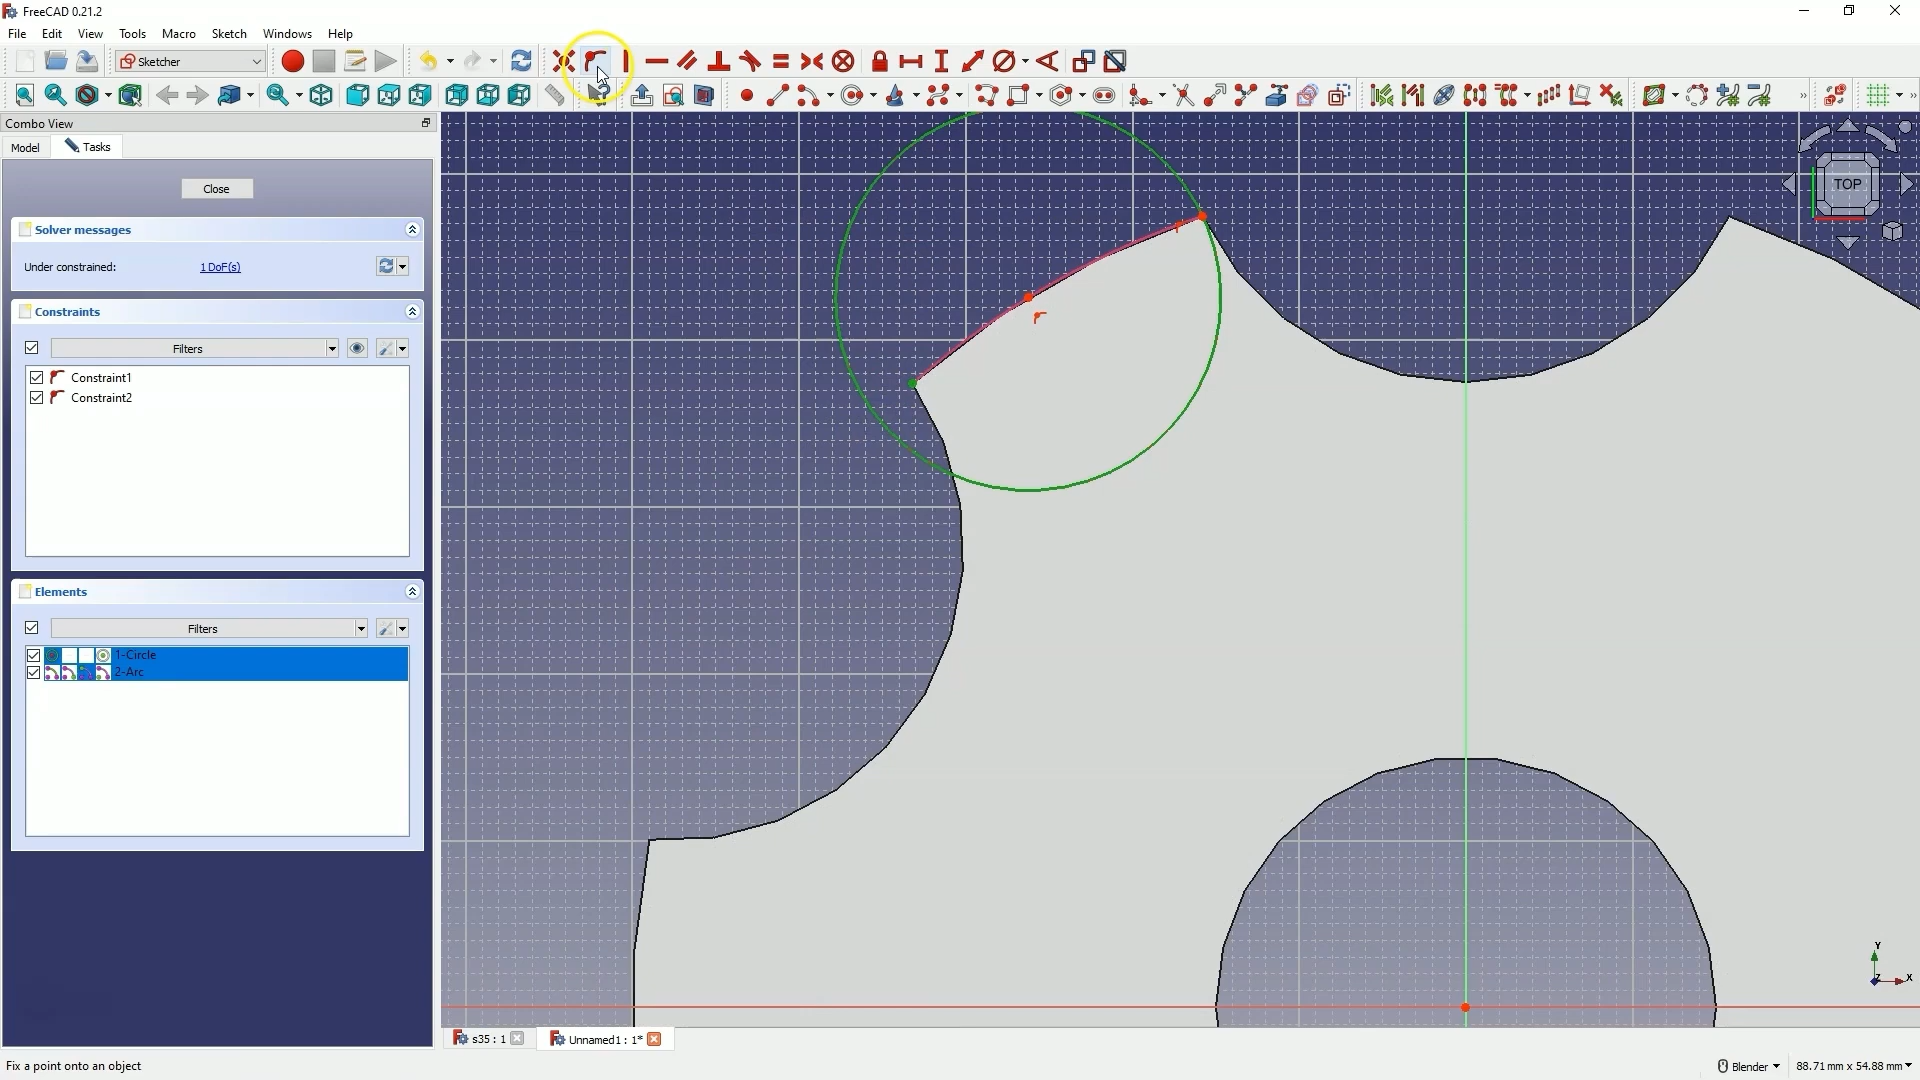 FreeCAD 0.21.2
File Edit View Tools Macro Sketch Windows Help
Sketcher
Combo View
Model Tasks
Close
Solver messages
Under constrained: 1 DoF(s)
Constraints
Filters
Constraint1
Constraint2
Elements
Filters
1-Circle
2-Arc
TOP
Y
Z X
s35 : 1 Unnamed1 : 1*
Fix a point onto an object
Blender 88.71 mm x 54.88 mm